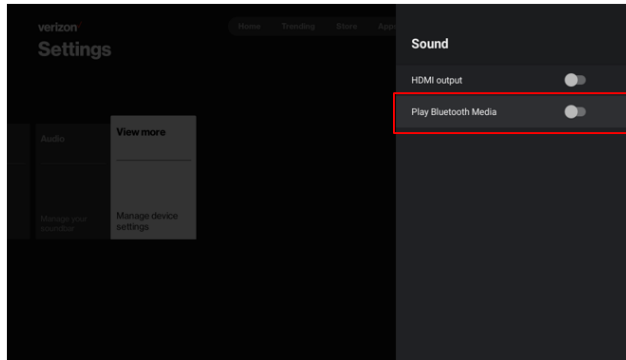 verizon
Settings
Home Trending Store Apps
Audio
Manage your
soundbar
View more
Manage device
settings
Sound
HDMI output
Play Bluetooth Media